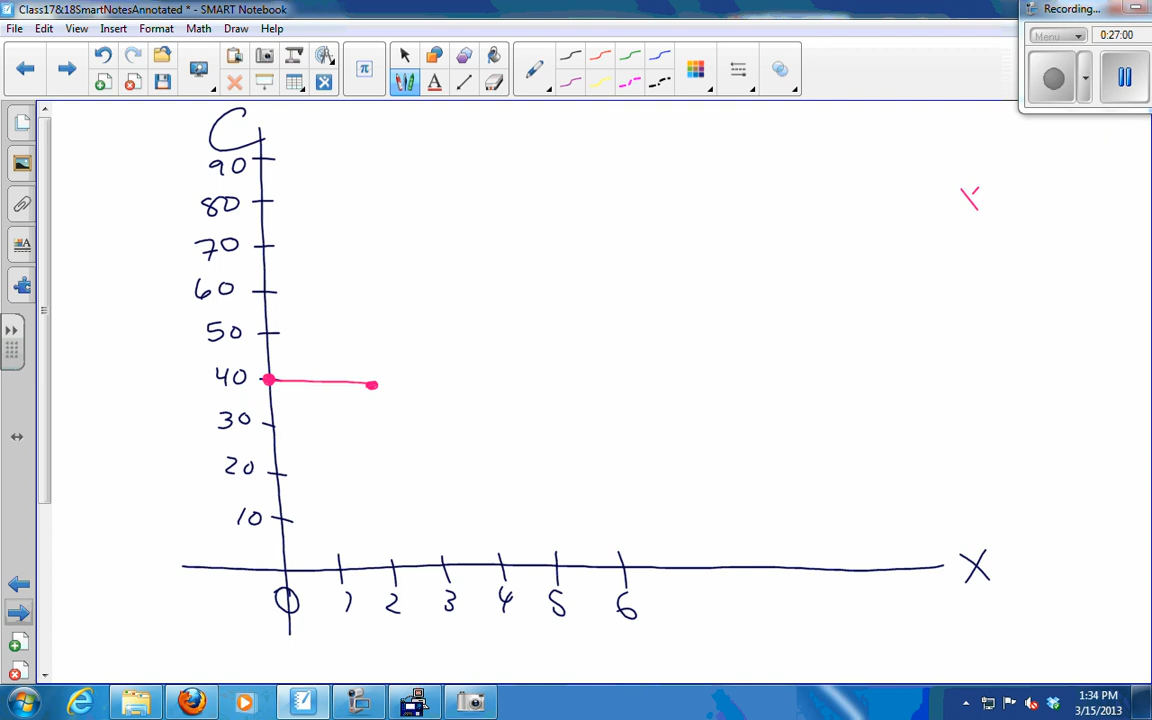 Class17&18SmartNotesAnnotated * - SMART Notebook
Recording...
File Edit View Insert Format Math Draw Help
Menu
0:27:00
π
A
C
90
80
70
60
50
40
30
20
10
X
0 1 2 3 4 5 6
1:34 PM
3/15/2013